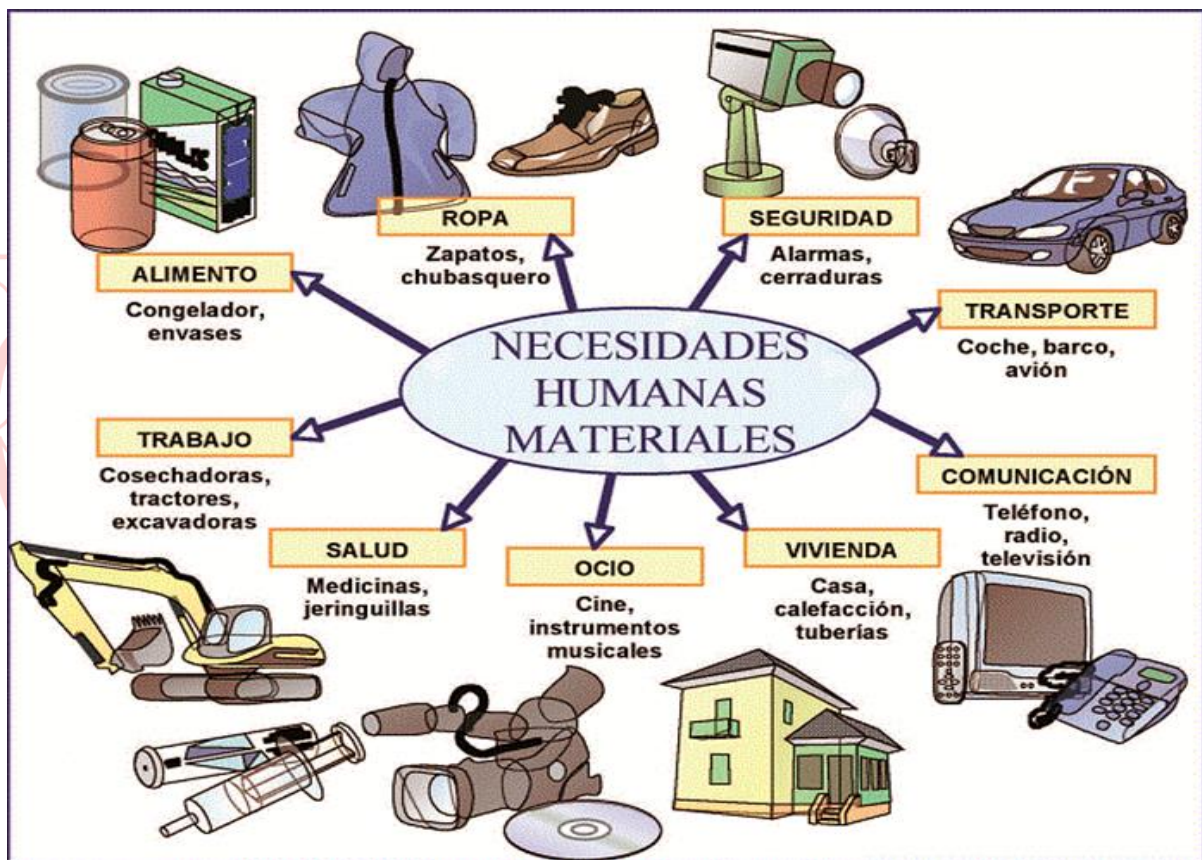 ROPA
Zapatos,
chubasquero
SEGURIDAD
Alarmas,
cerraduras
ALIMENTO
Congelador,
envases
TRANSPORTE
Coche, barco,
avión
NECESIDADES
HUMANAS
MATERIALES
TRABAJO
Cosechadoras,
tractores,
excavadoras
COMUNICACIÓN
Teléfono,
radio,
televisión
SALUD
Medicinas,
jeringuillas
OCIO
Cine,
instrumentos
musicales
VIVIENDA
Casa,
calefacción,
tuberías